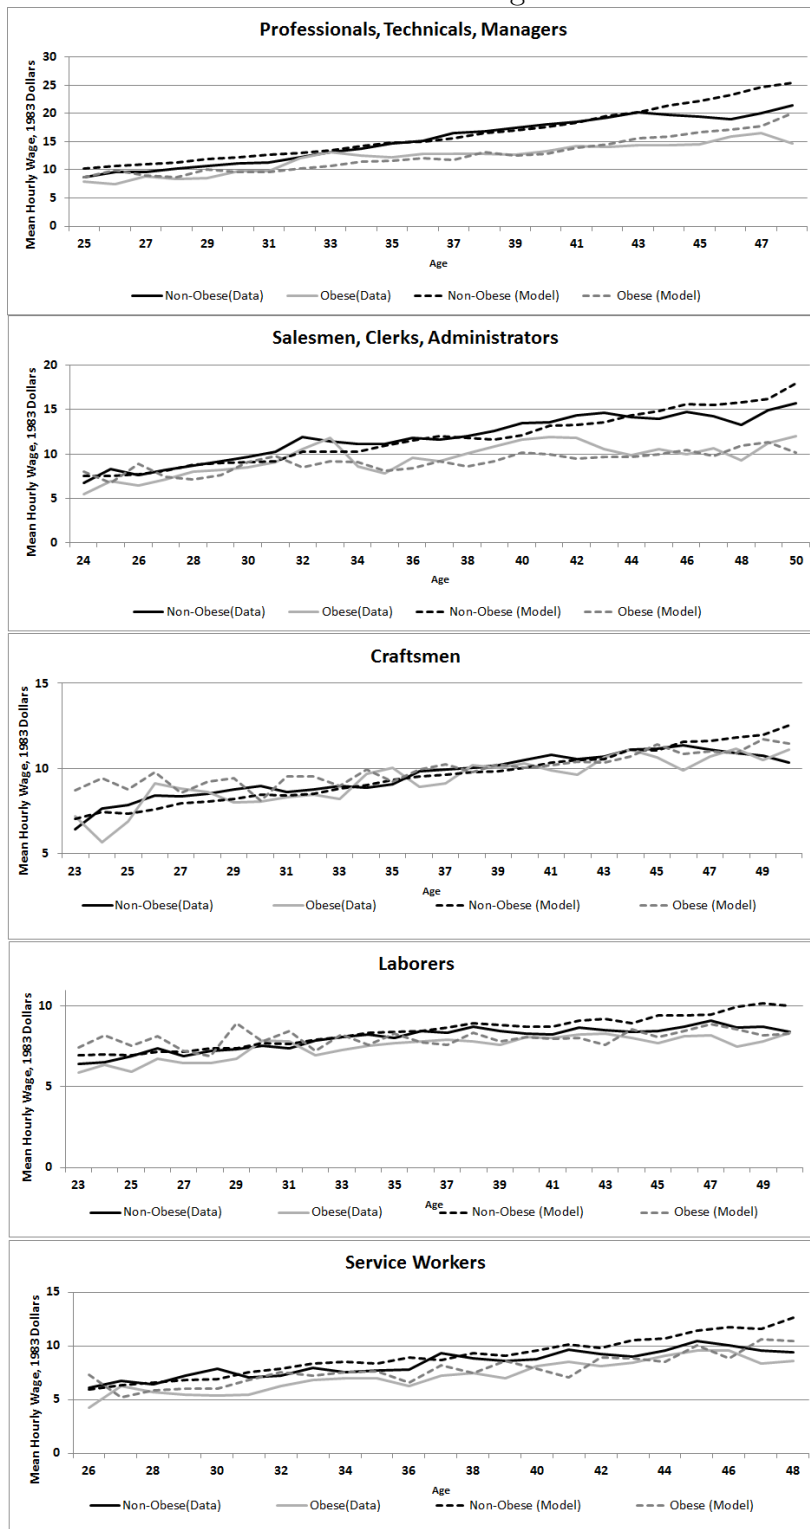 Professionals, Technicals, Managers
Mean Hourly Wage, 1983 Dollars
30
25
20
15
10
5
0
25 27 29 31 33 35 37 39 41 43 45 47
Age
Non-Obese(Data) Obese(Data) Non-Obese (Model) Obese (Model)
Salesmen, Clerks, Administrators
Mean Hourly Wage, 1983 Dollars
20
15
10
5
0
24 26 28 30 32 34 36 38 40 42 44 46 48 50
Age
Non-Obese(Data) Obese(Data) Non-Obese (Model) Obese (Model)
Craftsmen
Mean Hourly Wage, 1983 Dollars
15
10
5
23 25 27 29 31 33 35 37 39 41 43 45 47 49
Age
Non-Obese(Data) Obese(Data) Non-Obese (Model) Obese (Model)
Laborers
Mean Hourly Wage, 1983 Dollars
10
5
0
23 25 27 29 31 33 35 37 39 41 43 45 47 49
Age
Non-Obese(Data) Obese(Data) Non-Obese (Model) Obese (Model)
Service Workers
Mean Hourly Wage, 1983 Dollars
15
10
5
0
26 28 30 32 34 36 38 40 42 44 46 48
Age
Non-Obese(Data) Obese(Data) Non-Obese (Model) Obese (Model)